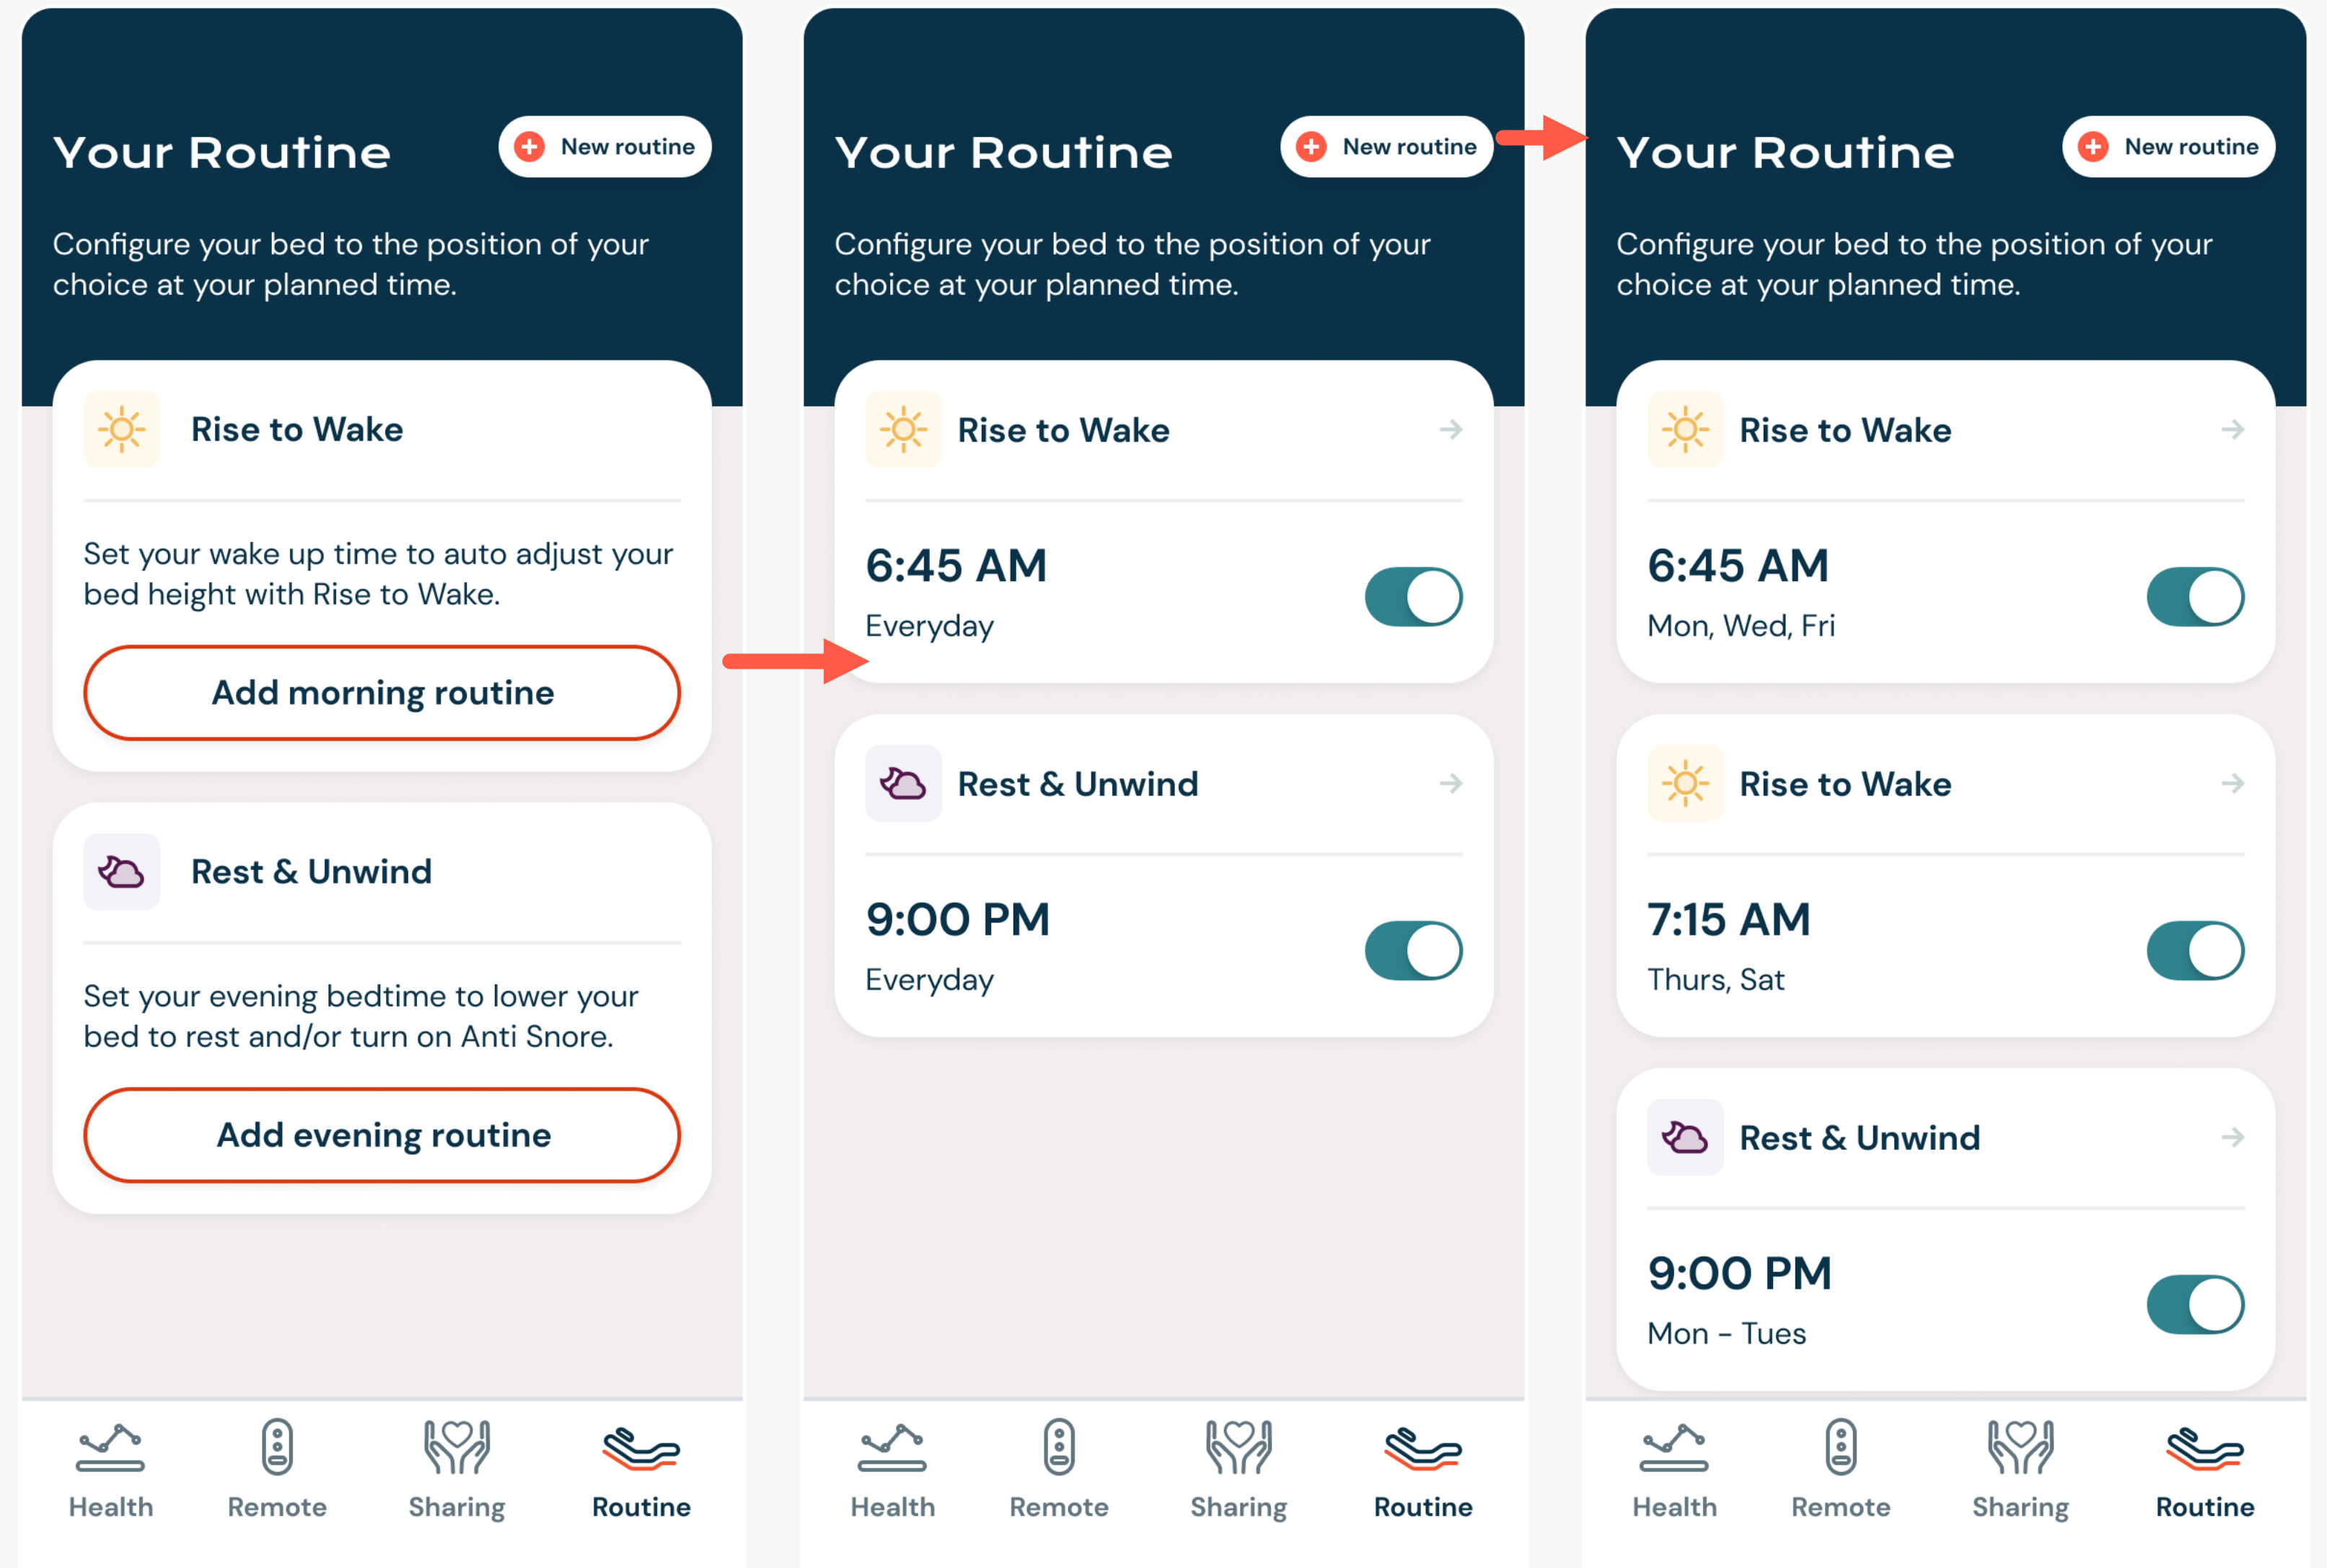 Your Routine
New routine
Configure your bed to the position of your
choice at your planned time.
Rise to Wake
Set your wake up time to auto adjust your
bed height with Rise to Wake.
Add morning routine
Rest & Unwind
Set your evening bedtime to lower your
bed to rest and/or turn on Anti Snore.
Add evening routine
Health
Remote
Sharing
Routine
Your Routine
New routine
Configure your bed to the position of your
choice at your planned time.
Rise to Wake
6:45 AM
Everyday
Rest & Unwind
9:00 PM
Everyday
Health
Remote
Sharing
Routine
Your Routine
New routine
Configure your bed to the position of your
choice at your planned time.
Rise to Wake
6:45 AM
Mon, Wed, Fri
Rise to Wake
7:15 AM
Thurs, Sat
Rest & Unwind
9:00 PM
Mon - Tues
Health
Remote
Sharing
Routine